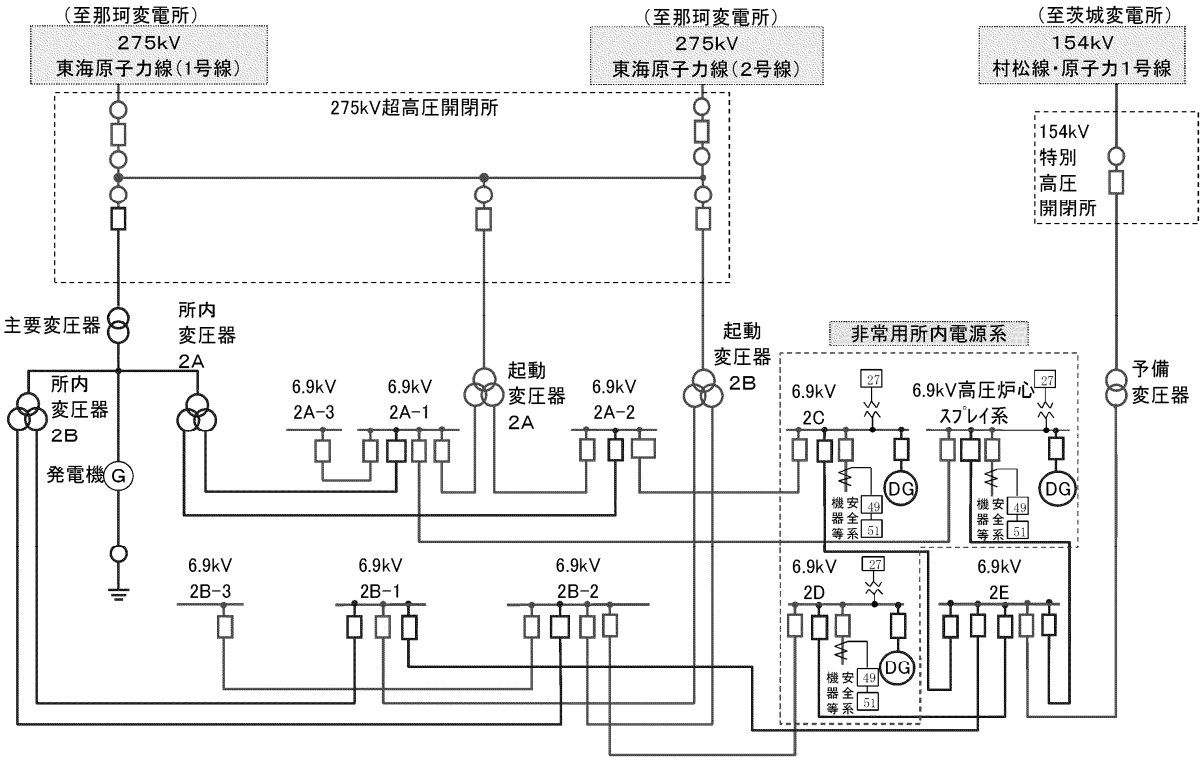 (至那珂変電所)
275kV
東海原子力線(1号線)
(至那珂変電所)
275kV
東海原子力線(2号線)
(至茨城変電所)
154kV
村松線・原子力1号線
275kV超高圧開閉所
154kV
特別
高圧
開閉所
主要変圧器
所内
変圧器
2A
所内
変圧器
2B
発電機
G
起動
変圧器
2A
起動
変圧器
2B
予備
変圧器
非常用所内電源系
6.9kV
2A-3
6.9kV
2A-1
6.9kV
2A-2
6.9kV
2C
27
6.9kV高圧炉心
スプレイ系
27
DG
49
51
安全系
機器等
DG
49
51
安全系
機器等
6.9kV
2B-3
6.9kV
2B-1
6.9kV
2B-2
6.9kV
2D
27
6.9kV
2E
DG
49
51
安全系
機器等